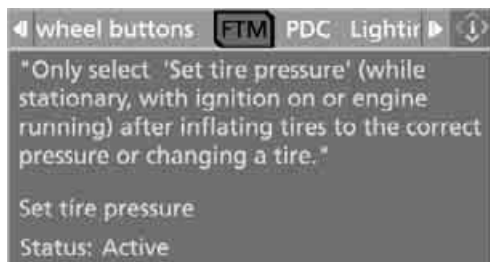 wheel buttons FTM PDC Lightir
"Only select 'Set tire pressure' (while
stationary, with ignition on or engine
running) after inflating tires to the correct
pressure or changing a tire."
Set tire pressure
Status: Active